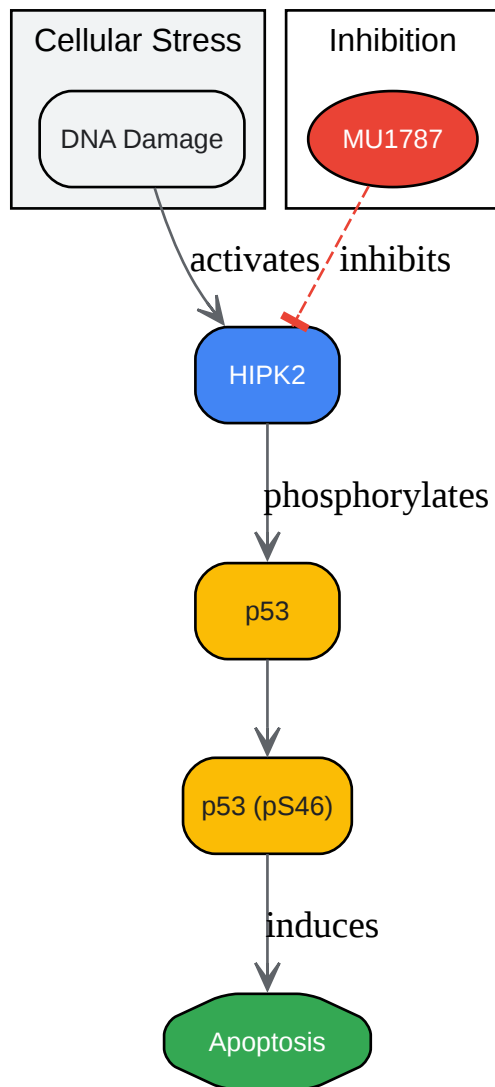 Cellular Stress
Inhibition
DNA Damage
MU1787
activates
inhibits
HIPK2
phosphorylates
p53
p53 (pS46)
induces
Apoptosis